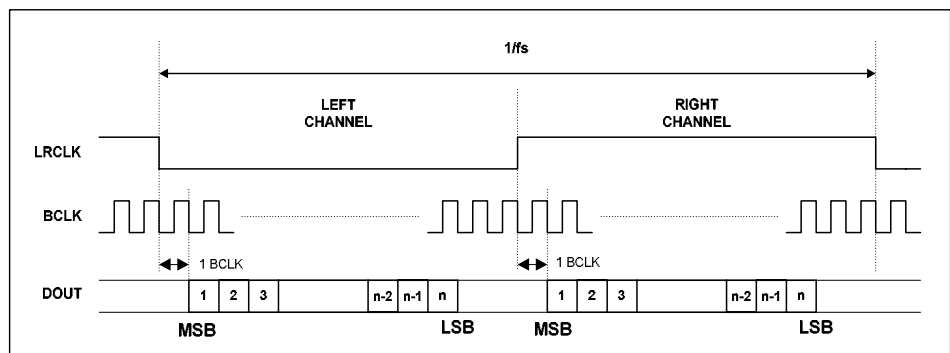 1/fs
LEFT
CHANNEL
RIGHT
CHANNEL
LRCLK
BCLK
1 BCLK
1 BCLK
DOUT
1 2 3 n-2 n-1 n 1 2 3 n-2 n-1 n
MSB LSB MSB LSB